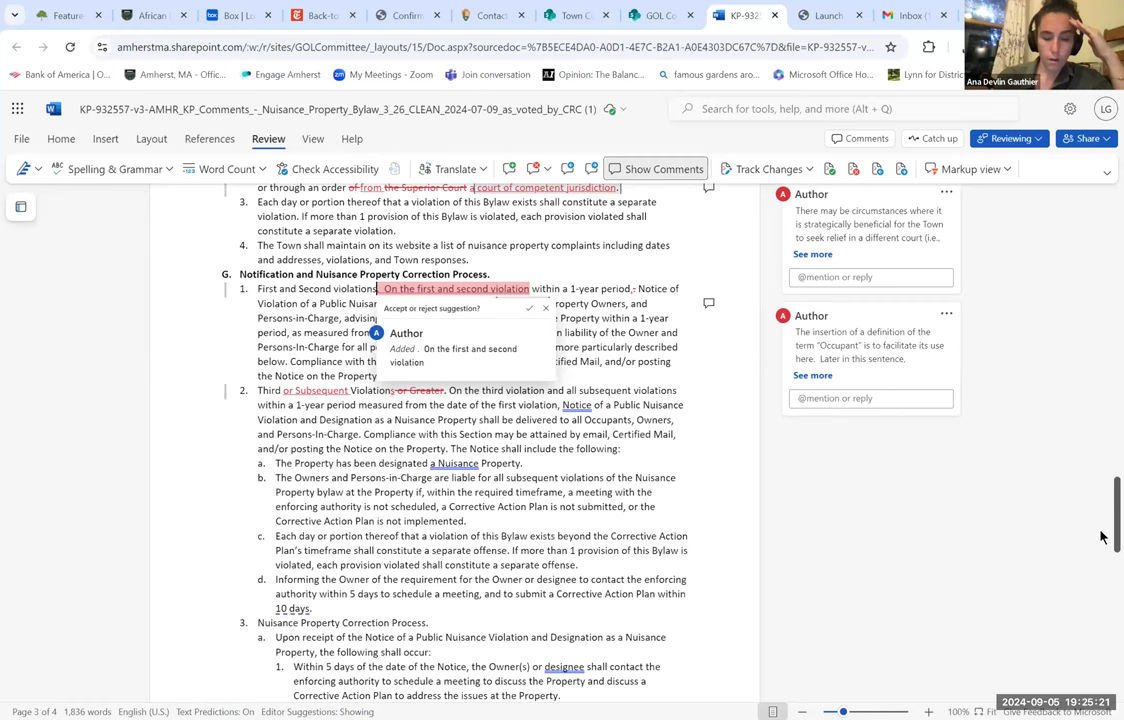 Feature
African
Box | Lo
Back-to
Confirm
Contact
Town C
GOL Co
KP-932
Launch
Inbox (
amherstma.sharepoint.com/:w:/r/sites/GOLCommittee/_layouts/15/Doc.aspx?sourcedoc=%7B5ECE4DA0-A0D1-4E7C-B2A1-A0E4303DC67C%7D&file=KP-932557-v...
Bank of America | O...
Amherst, MA - Offic...
Engage Amherst
My Meetings - Zoom
Join conversation
Opinion: The Balanc...
famous gardens aro...
Microsoft Office Ho...
Lynn for District
Ana Devlin Gauthier
KP-932557-v3-AMHR_KP_Comments_-_Nuisance_Property_Bylaw_3_26_CLEAN_2024-07-09_as_voted_by_CRC (1)
Search for tools, help, and more (Alt + Q)
LG
File Home Insert Layout References Review View Help
Comments Catch up Reviewing Share
Spelling & Grammar Word Count Check Accessibility Translate Show Comments Track Changes Markup view
or through an order of from the Superior Court a court of competent jurisdiction.
3. Each day or portion thereof that a violation of this Bylaw exists shall constitute a separate
violation. If more than 1 provision of this Bylaw is violated, each provision violated shall
constitute a separate violation.
4. The Town shall maintain on its website a list of nuisance property complaints including dates
and addresses, violations, and Town responses.
G. Notification and Nuisance Property Correction Process.
1. First and Second violations. On the first and second violation within a 1-year period,- Notice of
Violation of a Public Nuisan
roperty Owners, and
Persons-in-Charge, advising
Property within a 1-year
period, as measured from
n liability of the Owner and
Persons-In-Charge for all p
more particularly described
below. Compliance with th
tified Mail, and/or posting
the Notice on the Property
Accept or reject suggestion?
A Author
Added . On the first and second
violation
2. Third or Subsequent Violations or Greater. On the third violation and all subsequent violations
within a 1-year period measured from the date of the first violation, Notice of a Public Nuisance
Violation and Designation as a Nuisance Property shall be delivered to all Occupants, Owners,
and Persons-In-Charge. Compliance with this Section may be attained by email, Certified Mail,
and/or posting the Notice on the Property. The Notice shall include the following:
a. The Property has been designated a Nuisance Property.
b. The Owners and Persons-in-Charge are liable for all subsequent violations of the Nuisance
Property bylaw at the Property if, within the required timeframe, a meeting with the
enforcing authority is not scheduled, a Corrective Action Plan is not submitted, or the
Corrective Action Plan is not implemented.
c. Each day or portion thereof that a violation of this Bylaw exists beyond the Corrective Action
Plan's timeframe shall constitute a separate offense. If more than 1 provision of this Bylaw is
violated, each provision violated shall constitute a separate offense.
d. Informing the Owner of the requirement for the Owner or designee to contact the enforcing
authority within 5 days to schedule a meeting, and to submit a Corrective Action Plan within
10 days.
3. Nuisance Property Correction Process.
a. Upon receipt of the Notice of a Public Nuisance Violation and Designation as a Nuisance
Property, the following shall occur:
1. Within 5 days of the date of the Notice, the Owner(s) or designee shall contact the
enforcing authority to schedule a meeting to discuss the Property and discuss a
Corrective Action Plan to address the issues at the Property.
A Author
There may be circumstances where it
is strategically beneficial for the Town
to seek relief in a different court (i.e.,
See more
@mention or reply
A Author
The insertion of a definition of the
term "Occupant" is to facilitate its use
here. Later in this sentence,
See more
@mention or reply
Page 3 of 4 1,836 words English (U.S.) Text Predictions: On Editor Suggestions: Showing
100% Fit Give Feedback to Microsoft
2024-09-05 19:25:21